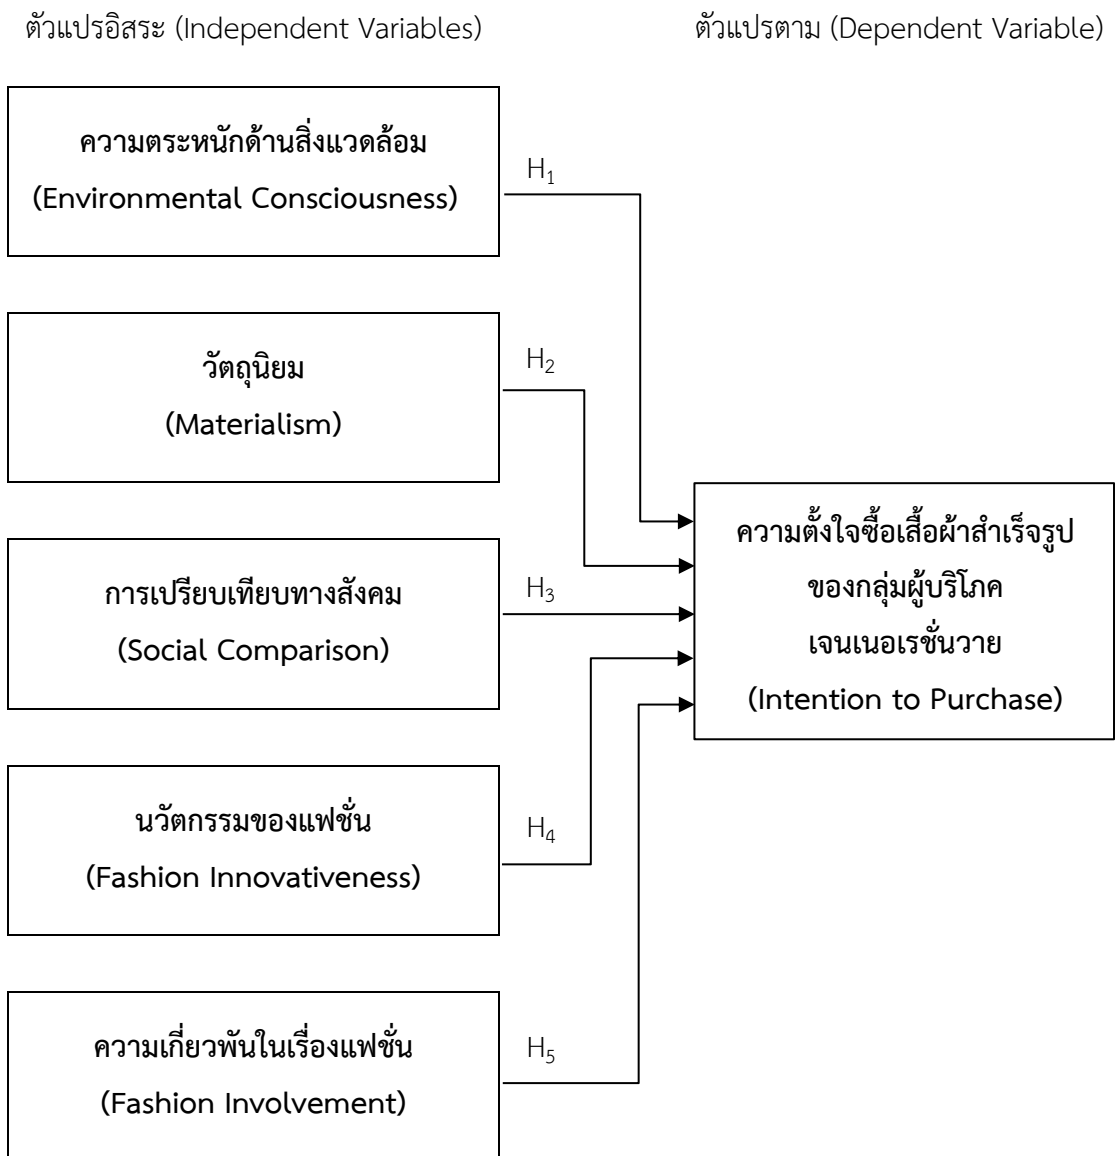 ตัวแปรอิสระ (Independent Variables)
ตัวแปรตาม (Dependent Variable)
ความตระหนักด้านสิ่งแวดล้อม
(Environmental Consciousness)
H₁
วัตถุนิยม
(Materialism)
H₂
การเปรียบเทียบทางสังคม
(Social Comparison)
H₃
นวัตกรรมของแฟชั่น
(Fashion Innovativeness)
H₄
ความเกี่ยวพันในเรื่องแฟชั่น
(Fashion Involvement)
H₅
ความตั้งใจซื้อเสื้อผ้าสำเร็จรูป
ของกลุ่มผู้บริโภค
เจนเนอเรชั่นวาย
(Intention to Purchase)